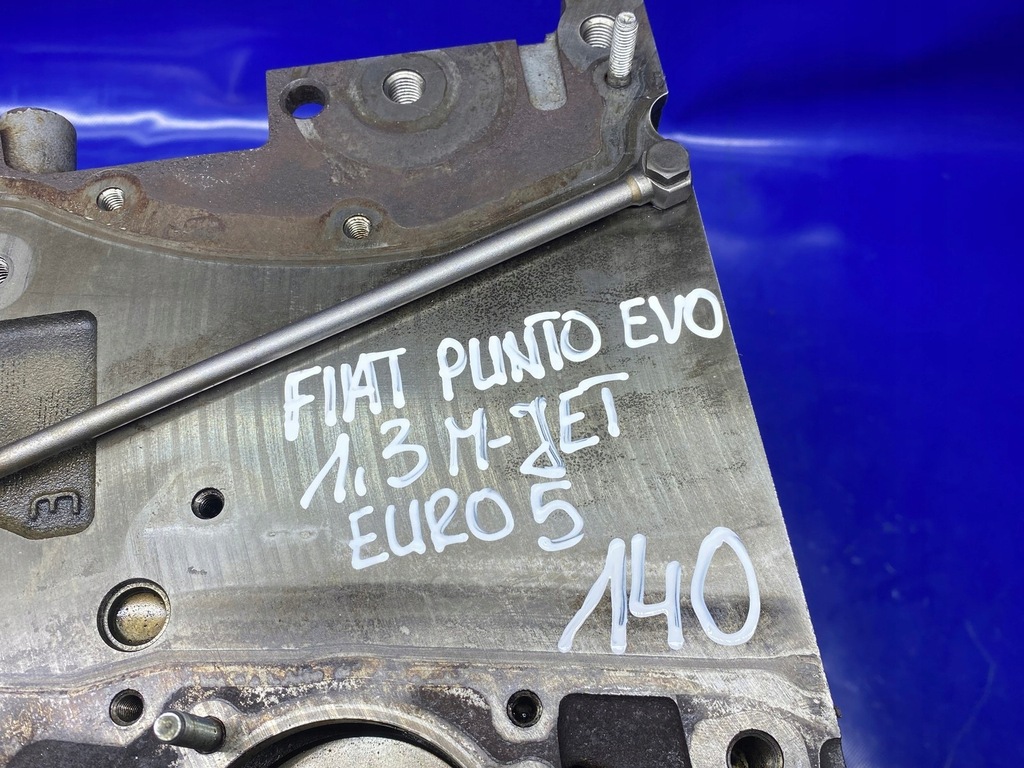 FIAT PUNTO EVO
1,3 M-JET
EURO 5
140